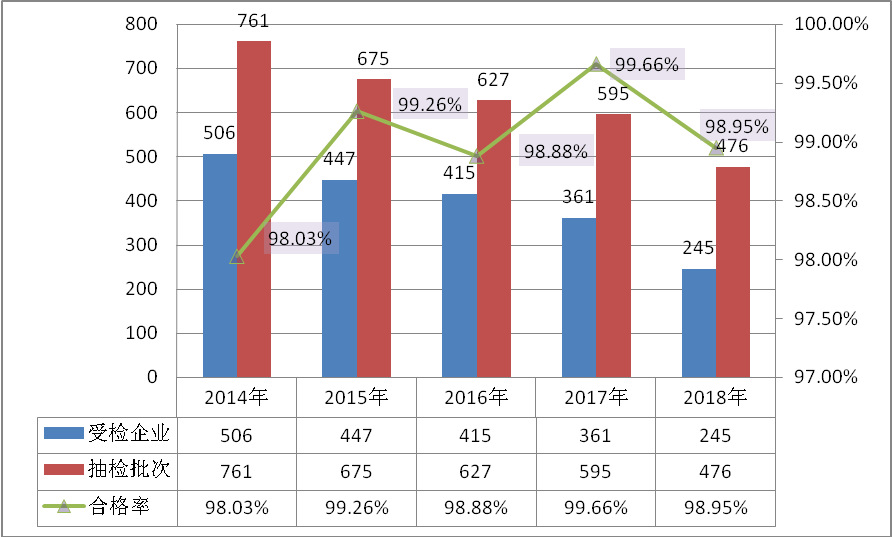 800 761 100.00%
700 675 99.66% 99.50%
600 627 99.26% 595
500 506 98.88% 98.95% 99.00%
447 476
400 415 98.50%
361
300 98.03% 245 98.00%
200
100 97.50%
0 97.00%
2014年 2015年 2016年 2017年 2018年
受检企业 506 447 415 361 245
抽检批次 761 675 627 595 476
合格率 98.03% 99.26% 98.88% 99.66% 98.95%